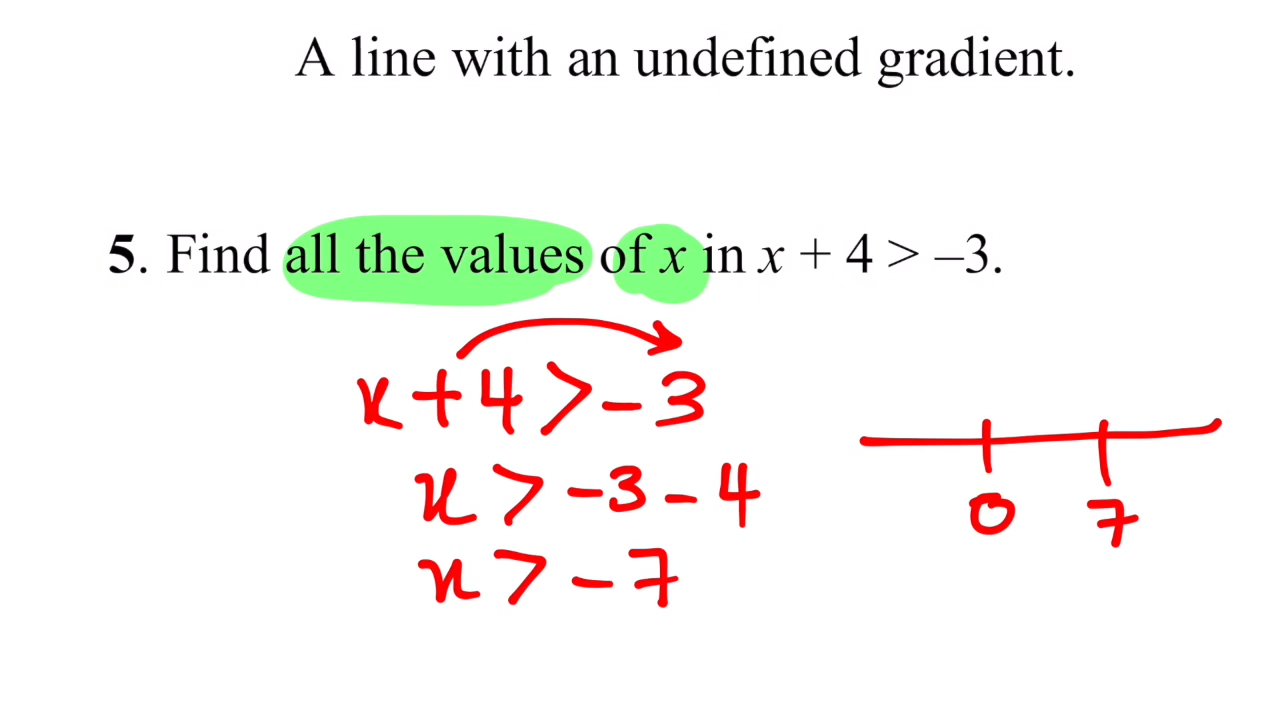 A line with an undefined gradient.
5. Find all the values of x in x + 4 > –3.
x + 4 > - 3
x > - 3 - 4
x > - 7
0 7